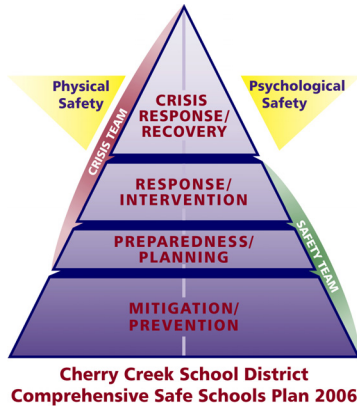 Physical
Safety
Psychological
Safety
CRISIS TEAM
CRISIS
RESPONSE/
RECOVERY
RESPONSE/
INTERVENTION
PREPAREDNESS/
PLANNING
SAFETY TEAM
MITIGATION/
PREVENTION
Cherry Creek School District
Comprehensive Safe Schools Plan 2006